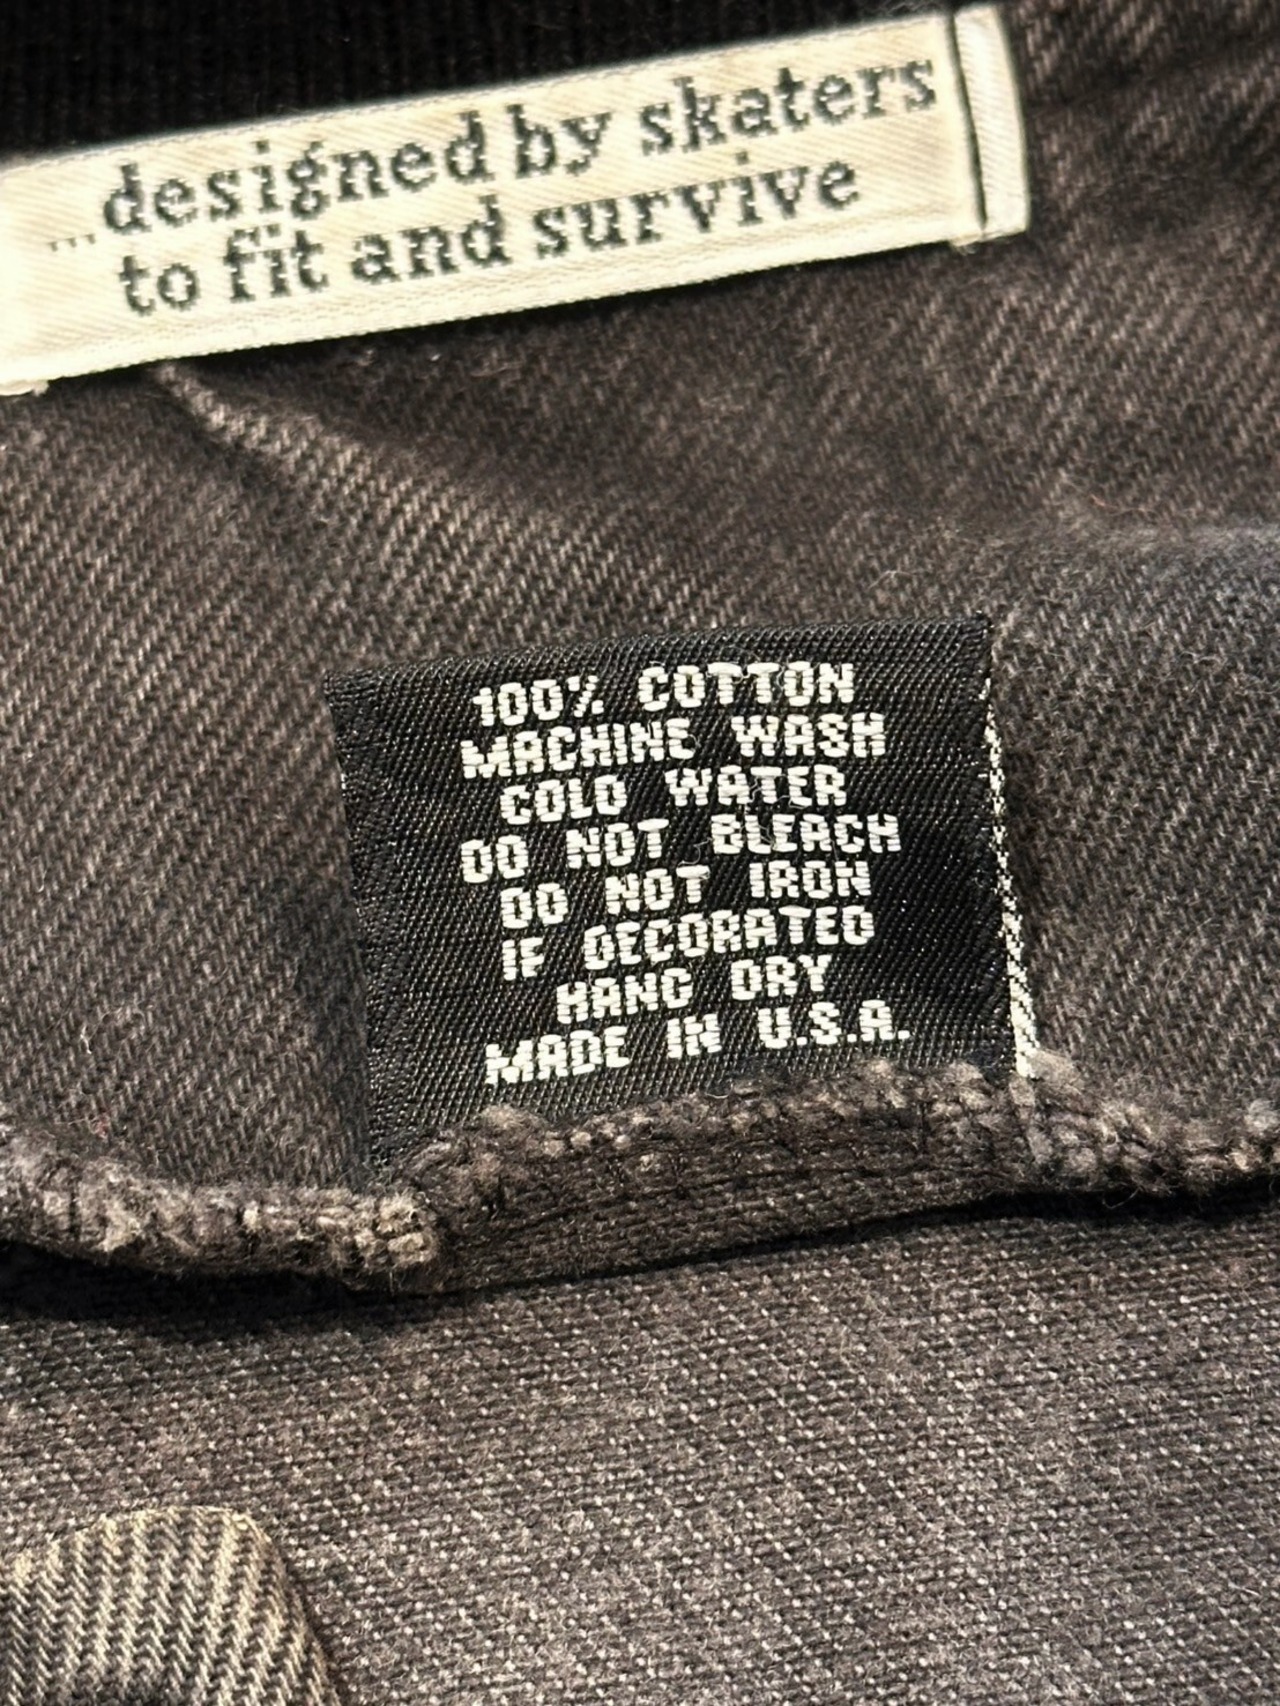 ...designed by skaters
to fit and survive
100% COTTON
MACHINE WASH
COLD WATER
DO NOT BLEACH
DO NOT IRON
IF DECORATED
HANG DRY
MADE IN U.S.A.